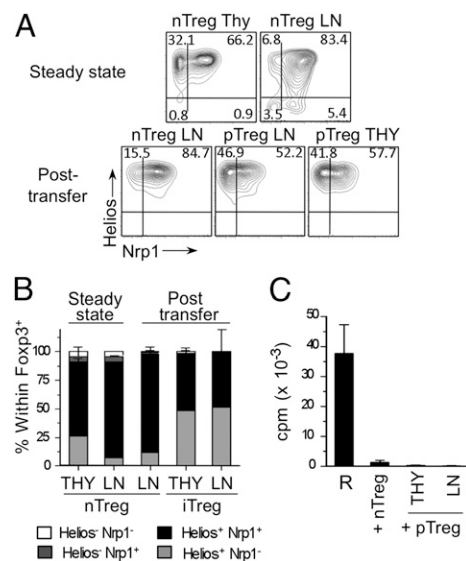 A
nTreg Thy
nTreg LN
Steady state
32.1 66.2
6.8 83.4
0.8 0.9
3.5 5.4
nTreg LN
pTreg LN
pTreg THY
Post-
transfer
15.5 84.7
46.9 52.2
41.8 57.7
Helios
Nrp1
B
Steady
state
Post
transfer
% Within Foxp3⁺
100
75
50
25
0
THY LN LN THY LN
nTreg iTreg
Helios⁻ Nrp1⁻
Helios⁺ Nrp1⁺
Helios⁻ Nrp1⁺
Helios⁺ Nrp1⁻
C
cpm (x 10⁻³)
50
40
30
20
10
0
R
+ nTreg
THY
LN
+ pTreg